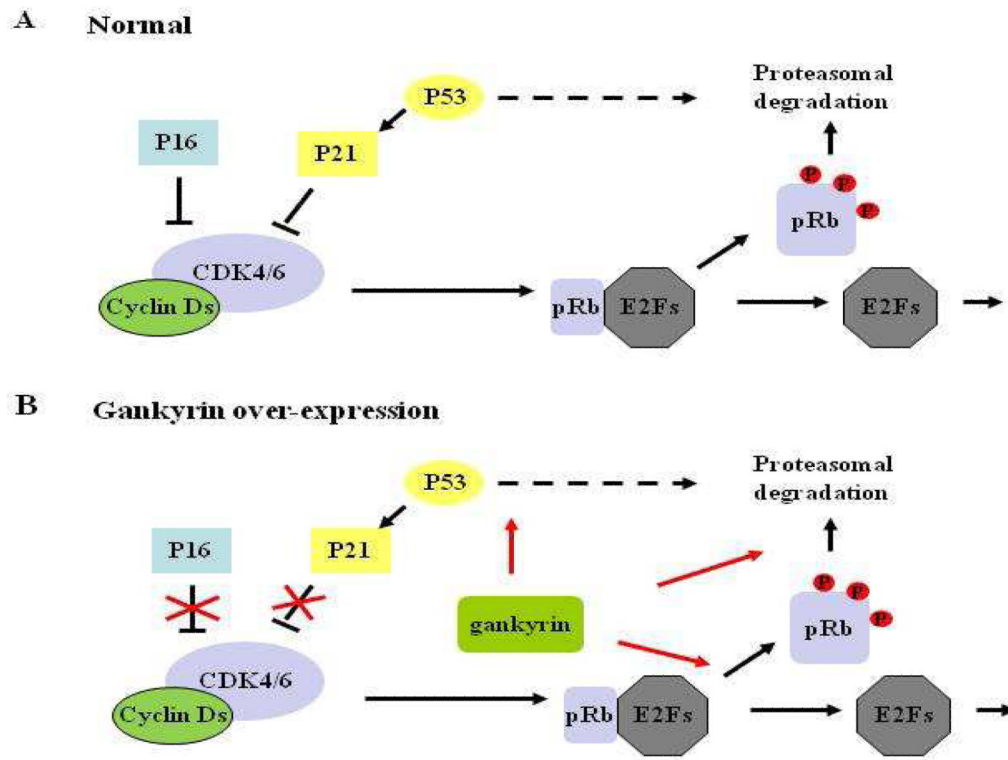 A Normal
P53
Proteasomal
degradation
P16
P21
P
P
P
pRb
CDK4/6
Cyclin Ds
pRb
E2Fs
E2Fs
B Gankyrin over-expression
P53
Proteasomal
degradation
P16
P21
P
P
P
gankyrin
pRb
CDK4/6
Cyclin Ds
pRb
E2Fs
E2Fs